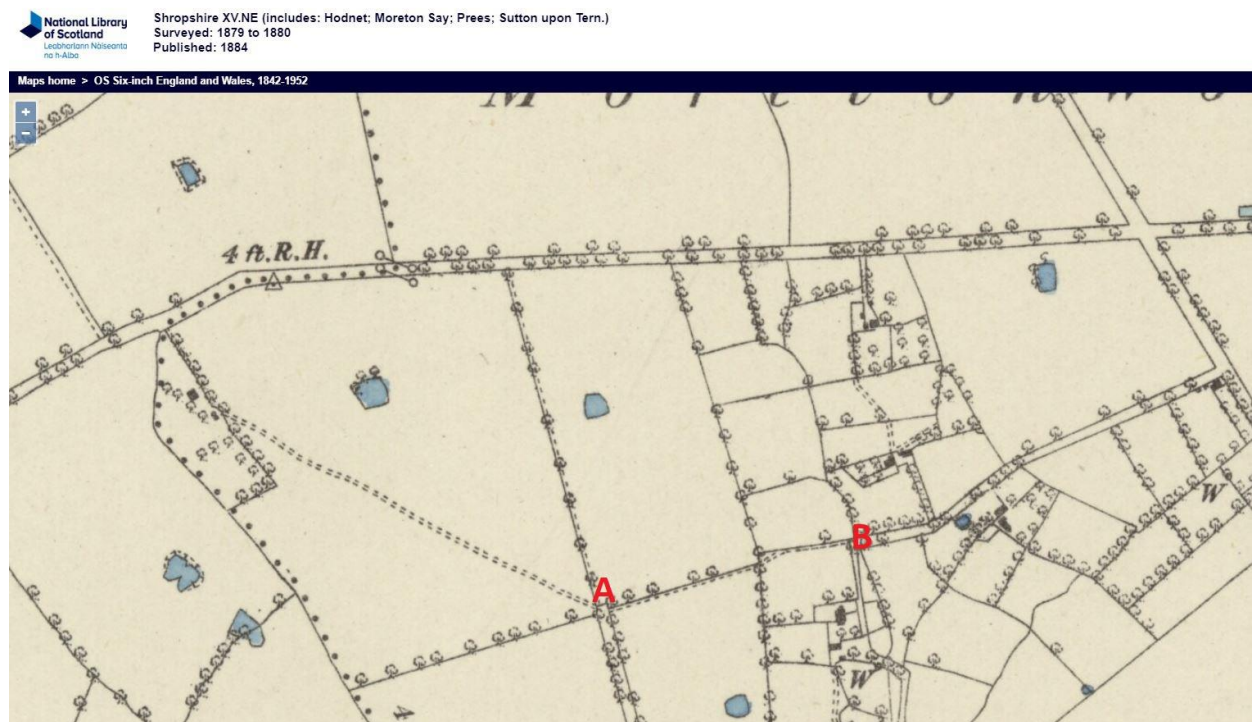 National Library
of Scotland
Leabharlann Nàiseanta
na h-Alba
Shropshire XV.NE (includes: Hodnet; Moreton Say; Prees; Sutton upon Tern.)
Surveyed: 1879 to 1880
Published: 1884
Maps home > OS Six-inch England and Wales, 1842-1952
+
−
4 ft. R.H.
A
B
W
W
4